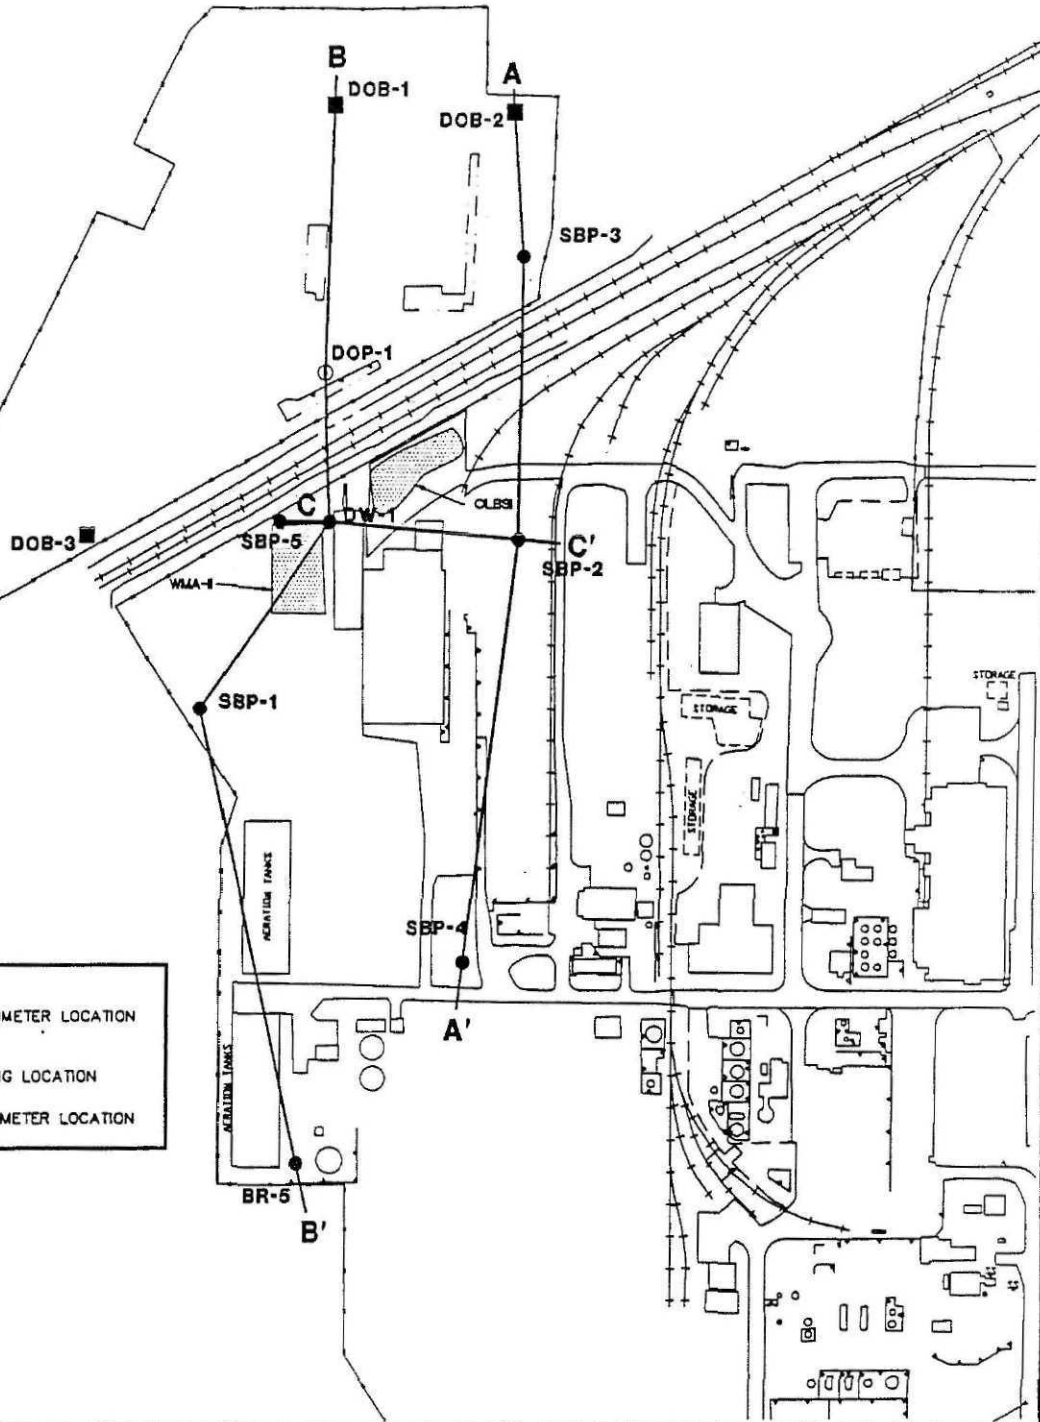 B
A
DOB-1
DOB-2
SBP-3
DOP-1
C
DW-1
OLBSI
SBP-5
DOB-3
C'
SBP-2
WMA-II
SBP-1
STORAGE
STORAGE
STORAGE
AERATION TANKS
SBP-4
METER LOCATION
A'
G LOCATION
METER LOCATION
AERATION TANKS
BR-5
B'